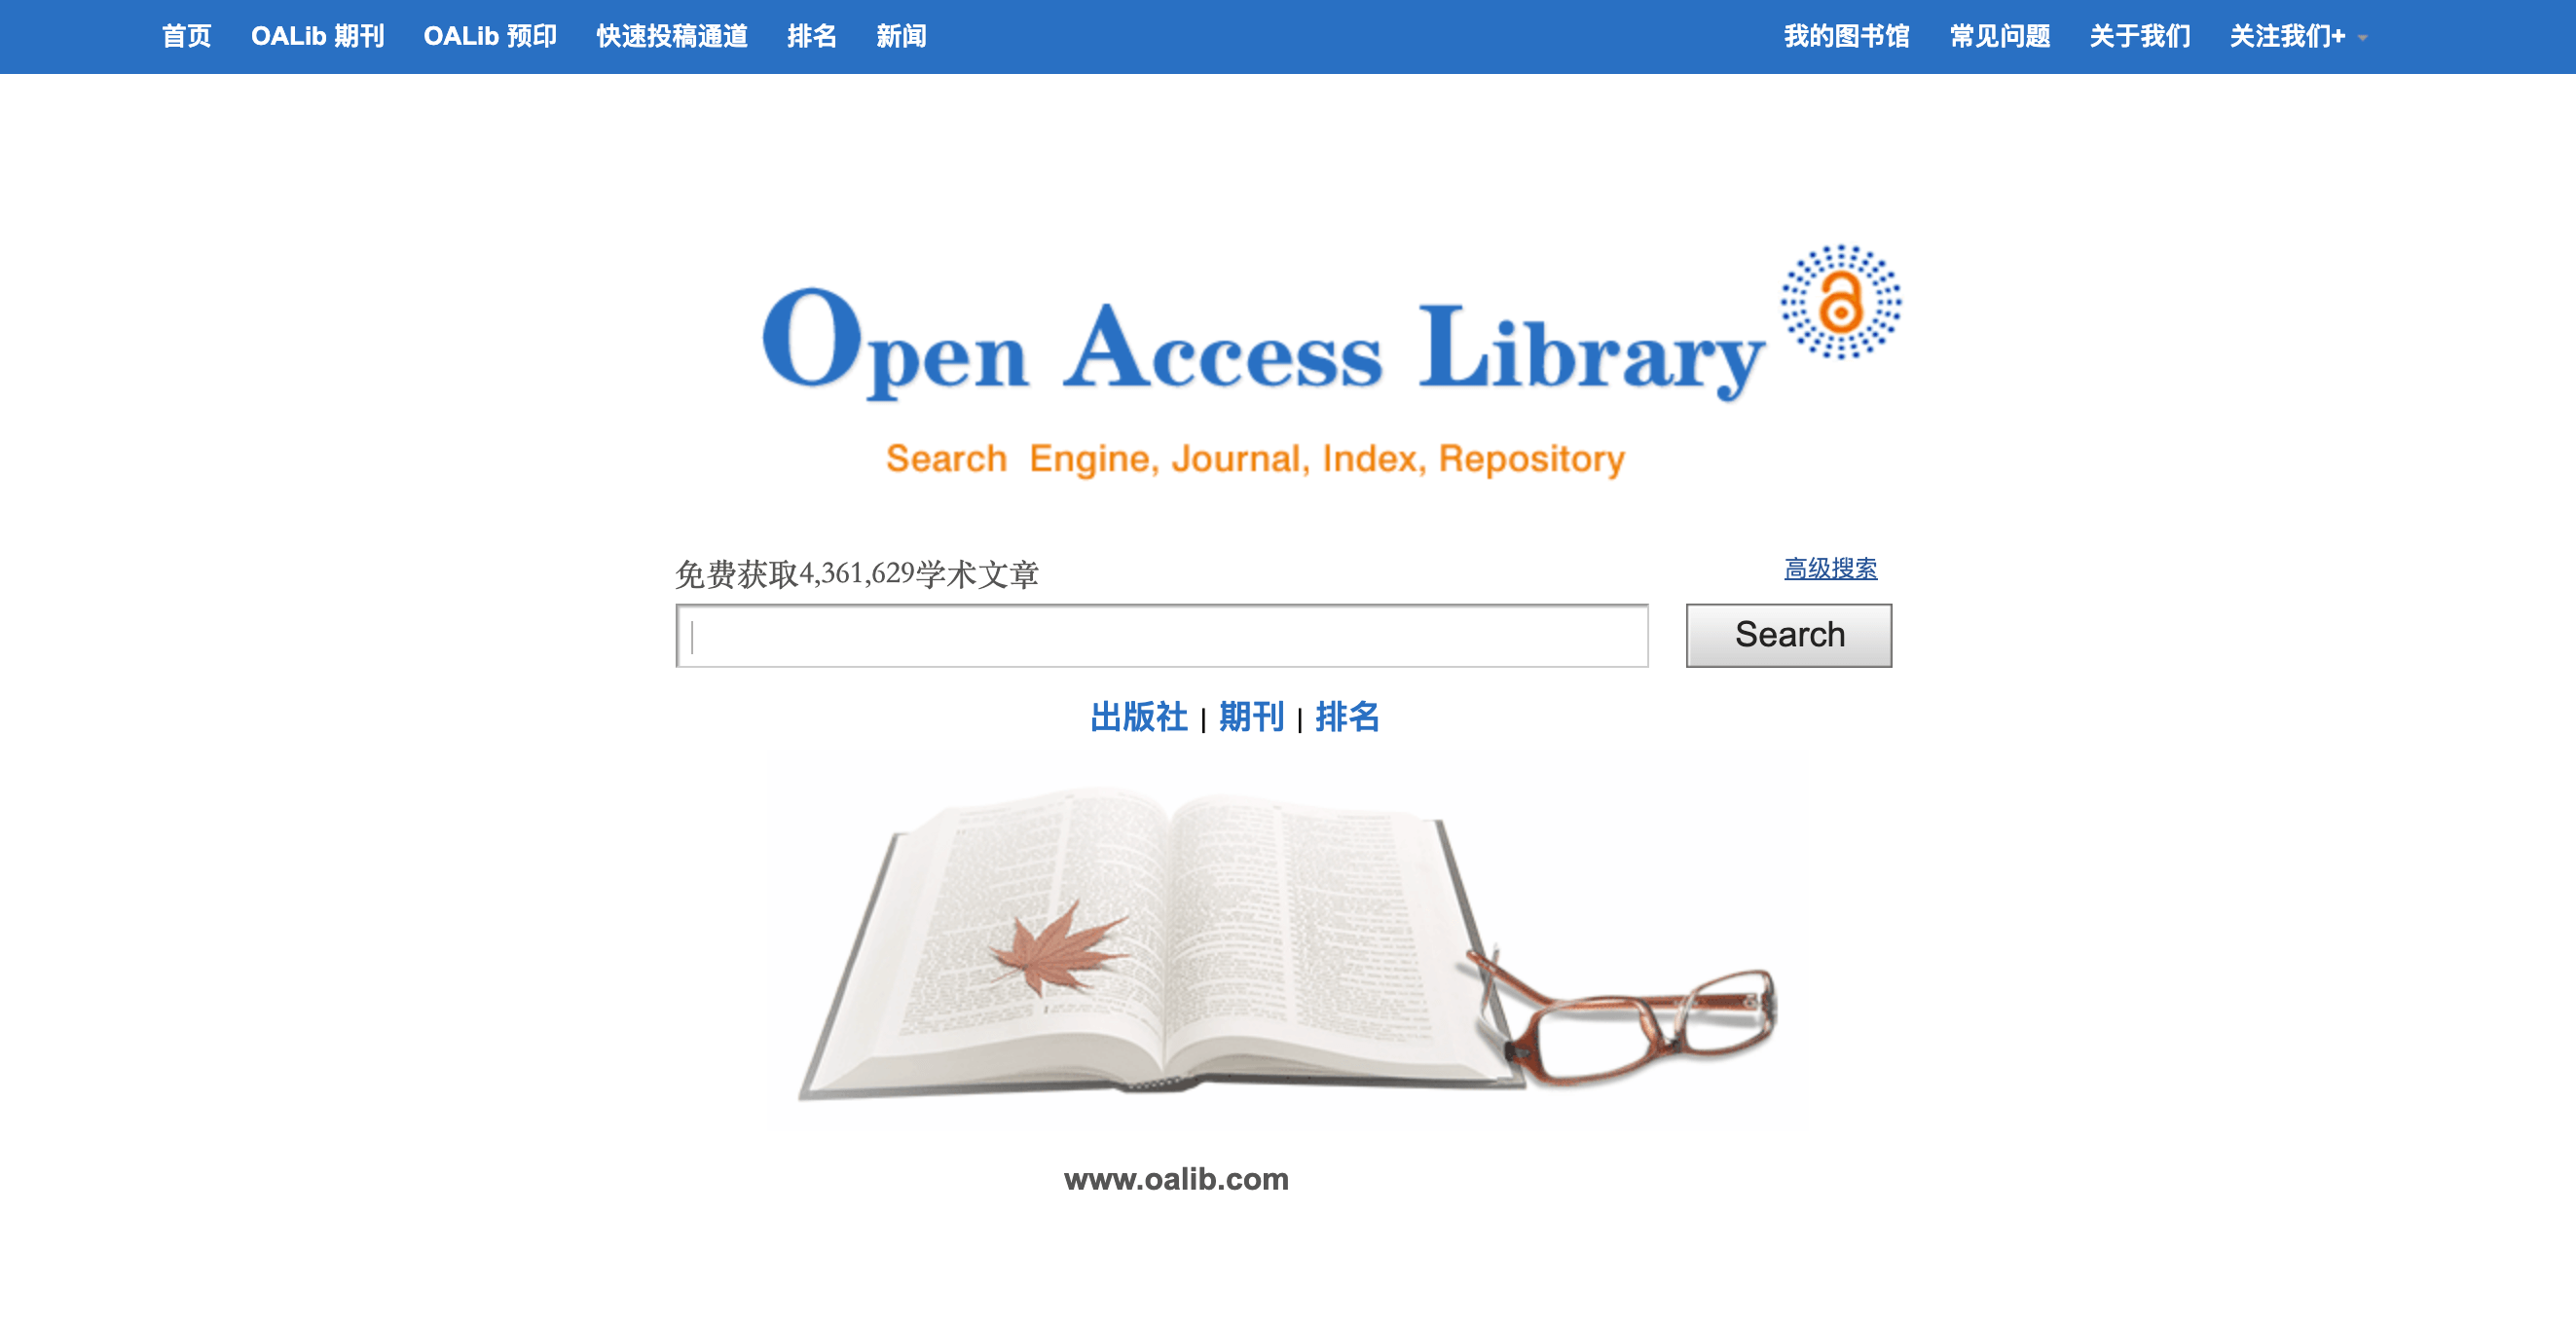 首页 OALib 期刊 OALib 预印 快速投稿通道 排名 新闻 我的图书馆 常见问题 关于我们 关注我们+
Open Access Library
Search Engine, Journal, Index, Repository
免费获取4,361,629学术文章 高级搜索
Search
出版社 | 期刊 | 排名
www.oalib.com